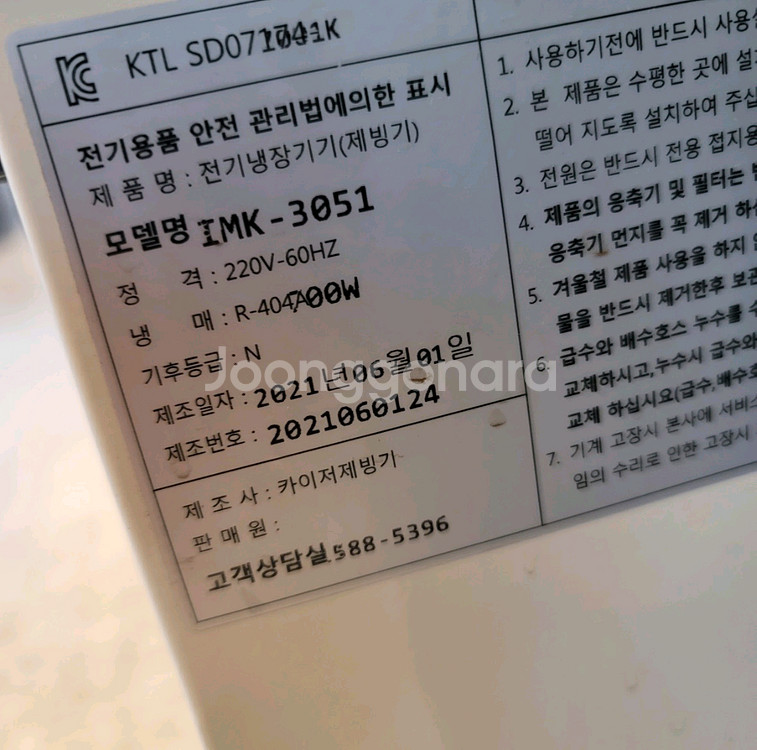 KTL SD07
전기용품 안전 관리법에의한 표시
제 품 명 : 전기냉장기기(제빙기)
모델명 IMK-3051
정 격 : 220V-60HZ
냉 매 : R-404A 700W
기후등급 : N
제조일자 : 2021년06월01일
제조번호 : 2021060124
제 조 사 : 카이저제빙기
판 매 원 :
고객상담실 588-5396
1. 사용하기전에 반드시 사용
2. 본 제품은 수평한 곳에 설
떨어 지도록 설치하여 주십
3. 전원은 반드시 전용 접지용
4. 제품의 응축기 및 필터는
응축기 먼지를 꼭 제거 하
5. 겨울철 제품 사용을 하지
물을 반드시 제거한후 보관
6. 급수와 배수호스 누수를
교체하시고,누수시 급수와
교체 하십시요(급수,배수호
7. 기계 고장시 본사에 서비스
임의 수리로 인한 고장시
Joonggonara